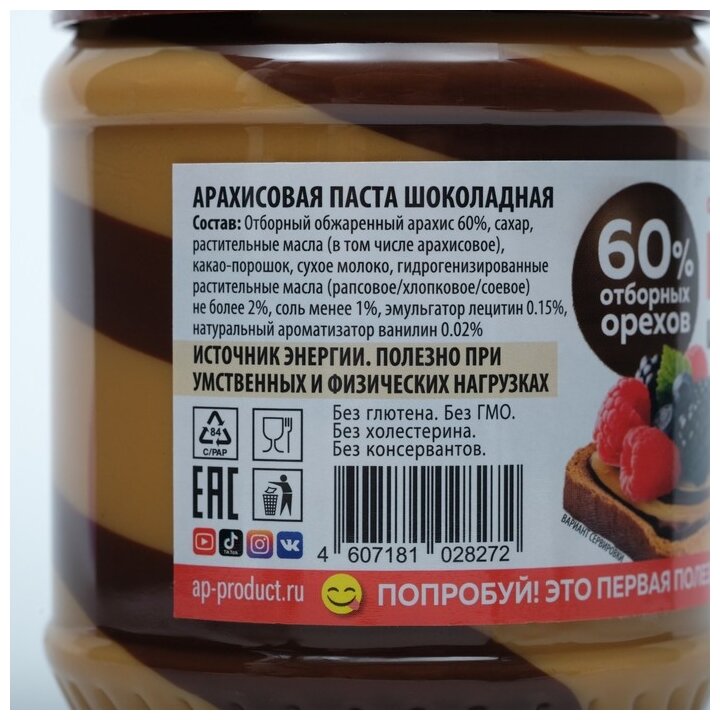 АРАХИСОВАЯ ПАСТА ШОКОЛАДНАЯ
Состав: Отборный обжаренный арахис 60%, сахар,
растительные масла (в том числе арахисовое),
какао-порошок, сухое молоко, гидрогенизированные
растительные масла (рапсовое/хлопковое/соевое)
не более 2%, соль менее 1%, эмульгатор лецитин 0.15%,
натуральный ароматизатор ванилин 0.02%
ИСТОЧНИК ЭНЕРГИИ. ПОЛЕЗНО ПРИ
УМСТВЕННЫХ И ФИЗИЧЕСКИХ НАГРУЗКАХ
84
C/PAP
EAC
TikTok
Без глютена. Без ГМО.
Без холестерина.
Без консервантов.
4 607181 028272
60%
отборных
орехов
ВАРИАНТ СЕРВИРОВКИ
ap-product.ru
ПОПРОБУЙ! ЭТО ПЕРВАЯ